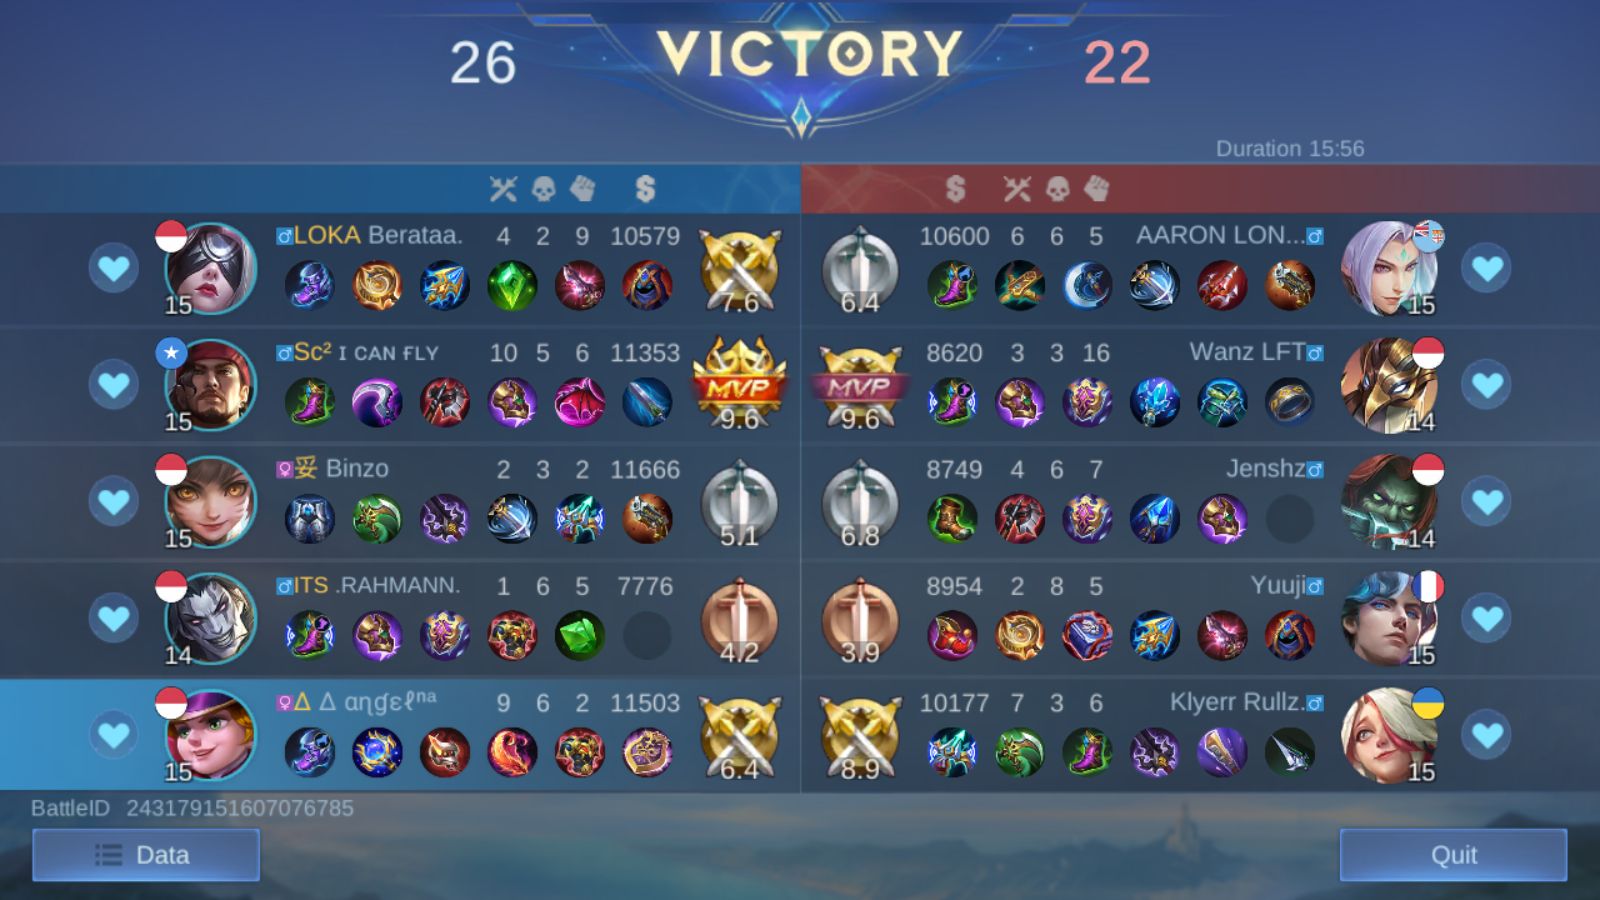 26 VICTORY 22
Duration 15:56
LOKA Berataa. 4 2 9 10579
15 7.6
6.4 10600 6 6 5 AARON LON... 15
Sc² I CAN FLY 10 5 6 11353
15 MVP 9.6
MVP 9.6 8620 3 3 16 Wanz LFT 14
妥 Binzo 2 3 2 11666
15 5.1
6.8 8749 4 6 7 Jenshz 14
ITS .RAHMANN. 1 6 5 7776
14 4.2
3.9 8954 2 8 5 Yuuji 15
Δ Δ αηɠεℓⁿᵃ 9 6 2 11503
15 6.4
8.9 10177 7 3 6 Klyerr Rullz. 15
BattleID 243179151607076785
Data
Quit